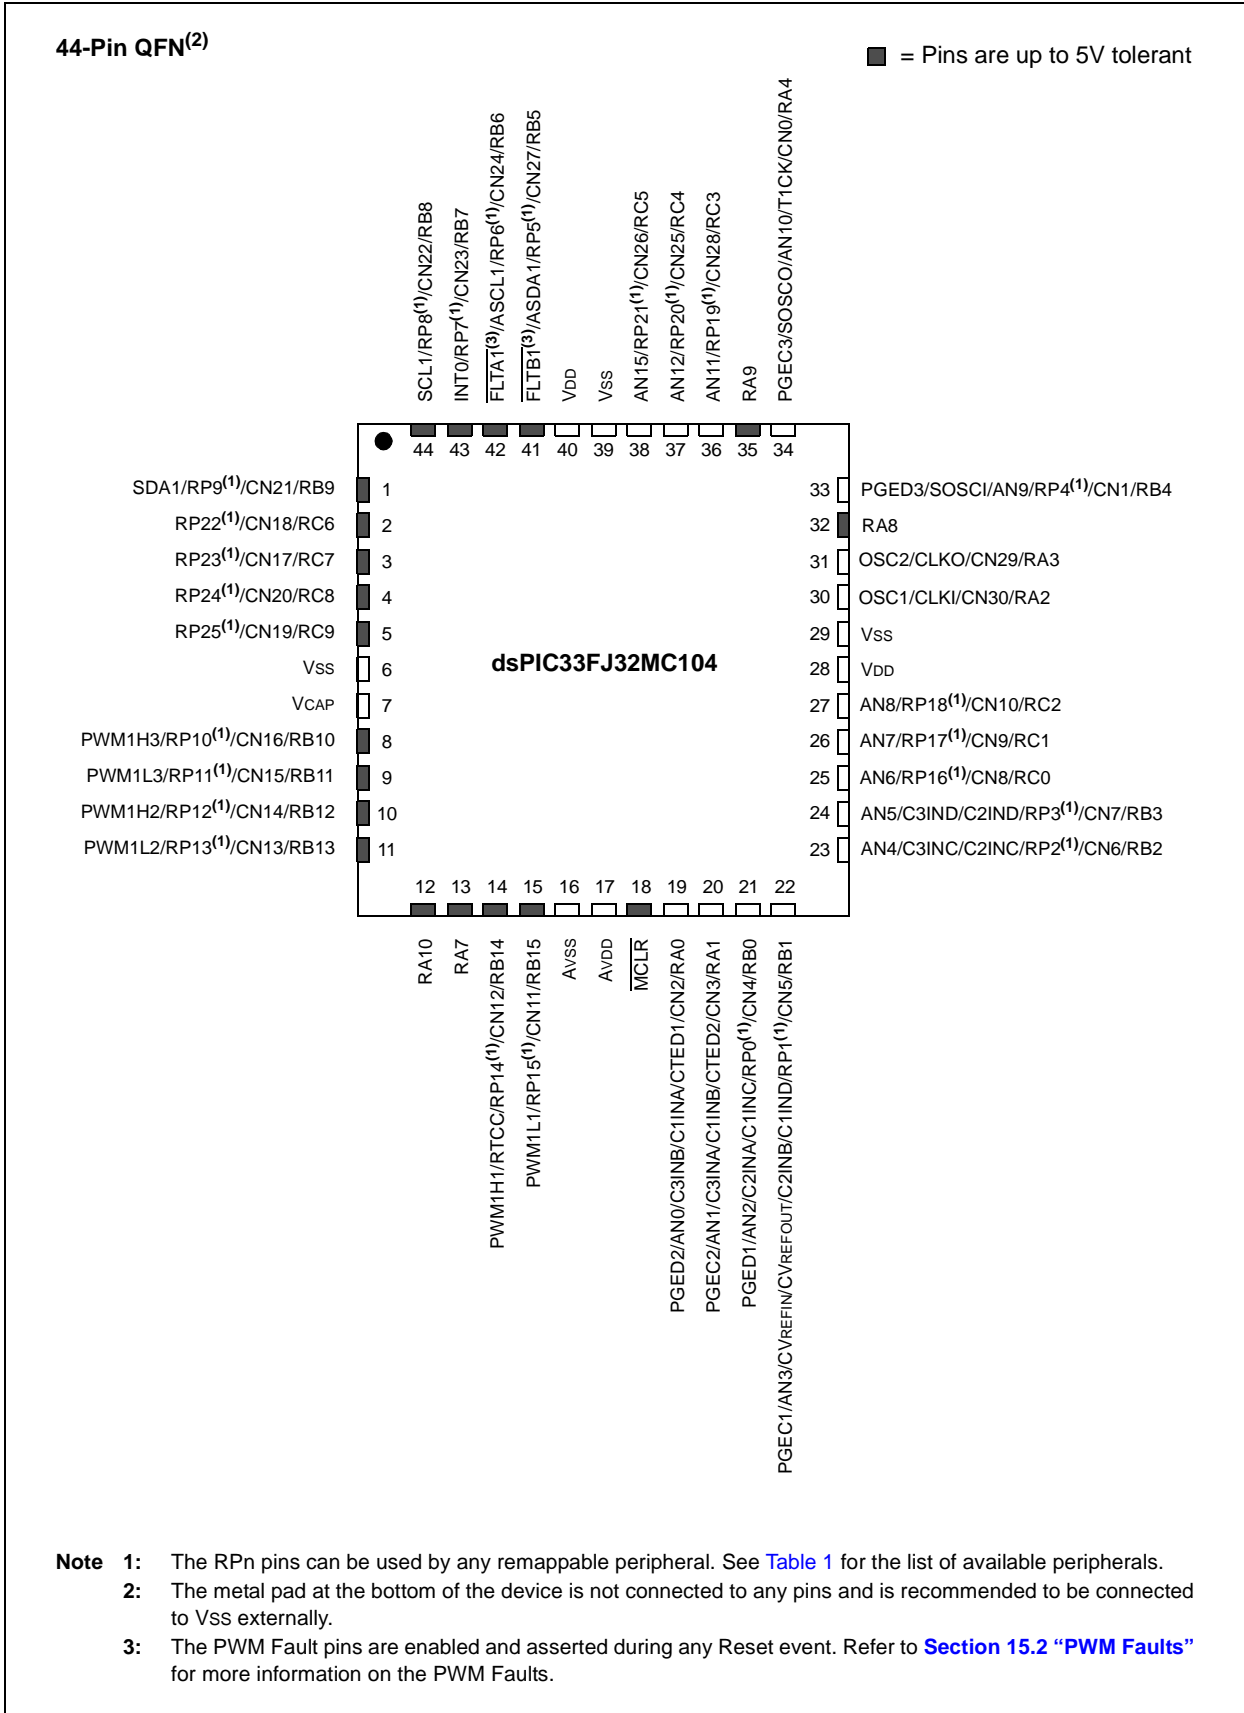 44-Pin QFN(2)
= Pins are up to 5V tolerant
SCL1/RP8(1)/CN22/RB8
INT0/RP7(1)/CN23/RB7
FLTA1(3)/ASCL1/RP6(1)/CN24/RB6
FLTB1(3)/ASDA1/RP5(1)/CN27/RB5
VDD
VSS
AN15/RP21(1)/CN26/RC5
AN12/RP20(1)/CN25/RC4
AN11/RP19(1)/CN28/RC3
RA9
PGEC3/SOSCO/AN10/T1CK/CN0/RA4
44 43 42 41 40 39 38 37 36 35 34
SDA1/RP9(1)/CN21/RB9 1
RP22(1)/CN18/RC6 2
RP23(1)/CN17/RC7 3
RP24(1)/CN20/RC8 4
RP25(1)/CN19/RC9 5
VSS 6
VCAP 7
PWM1H3/RP10(1)/CN16/RB10 8
PWM1L3/RP11(1)/CN15/RB11 9
PWM1H2/RP12(1)/CN14/RB12 10
PWM1L2/RP13(1)/CN13/RB13 11
dsPIC33FJ32MC104
33 PGED3/SOSCI/AN9/RP4(1)/CN1/RB4
32 RA8
31 OSC2/CLKO/CN29/RA3
30 OSC1/CLKI/CN30/RA2
29 VSS
28 VDD
27 AN8/RP18(1)/CN10/RC2
26 AN7/RP17(1)/CN9/RC1
25 AN6/RP16(1)/CN8/RC0
24 AN5/C3IND/C2IND/RP3(1)/CN7/RB3
23 AN4/C3INC/C2INC/RP2(1)/CN6/RB2
12 13 14 15 16 17 18 19 20 21 22
RA10
RA7
PWM1H1/RTCC/RP14(1)/CN12/RB14
PWM1L1/RP15(1)/CN11/RB15
AVSS
AVDD
MCLR
PGED2/AN0/C3INB/C1INA/CTED1/CN2/RA0
PGEC2/AN1/C3INA/C1INB/CTED2/CN3/RA1
PGED1/AN2/C2INA/C1INC/RP0(1)/CN4/RB0
PGEC1/AN3/CVREFIN/CVREFOUT/C2INB/C1IND/RP1(1)/CN5/RB1
Note 1: The RPn pins can be used by any remappable peripheral. See Table 1 for the list of available peripherals.
2: The metal pad at the bottom of the device is not connected to any pins and is recommended to be connected
to VSS externally.
3: The PWM Fault pins are enabled and asserted during any Reset event. Refer to Section 15.2 “PWM Faults”
for more information on the PWM Faults.